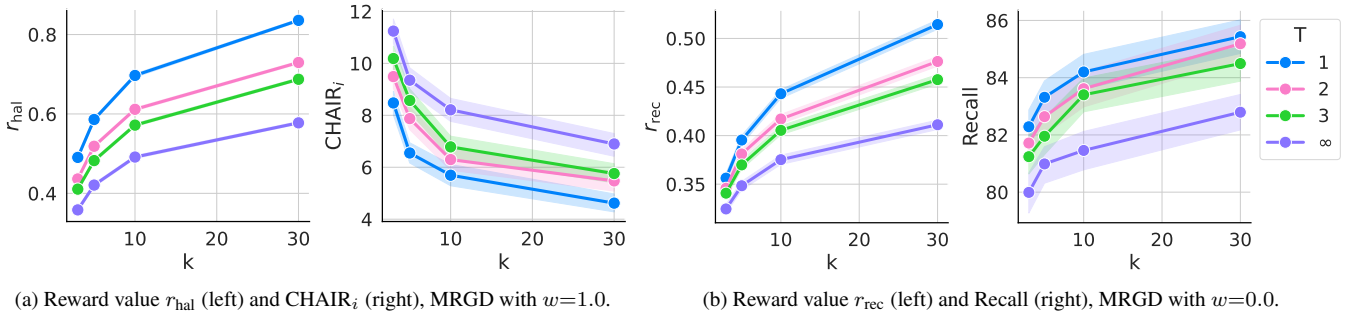 0.8
0.6
0.4
r_hal
10
20
30
k
12
10
8
6
4
CHAIR_i
10
20
30
k
0.50
0.45
0.40
0.35
r_rec
10
20
30
k
86
84
82
80
Recall
10
20
30
k
T
1
2
3
∞
(a) Reward value r_hal (left) and CHAIR_i (right), MRGD with w=1.0.
(b) Reward value r_rec (left) and Recall (right), MRGD with w=0.0.